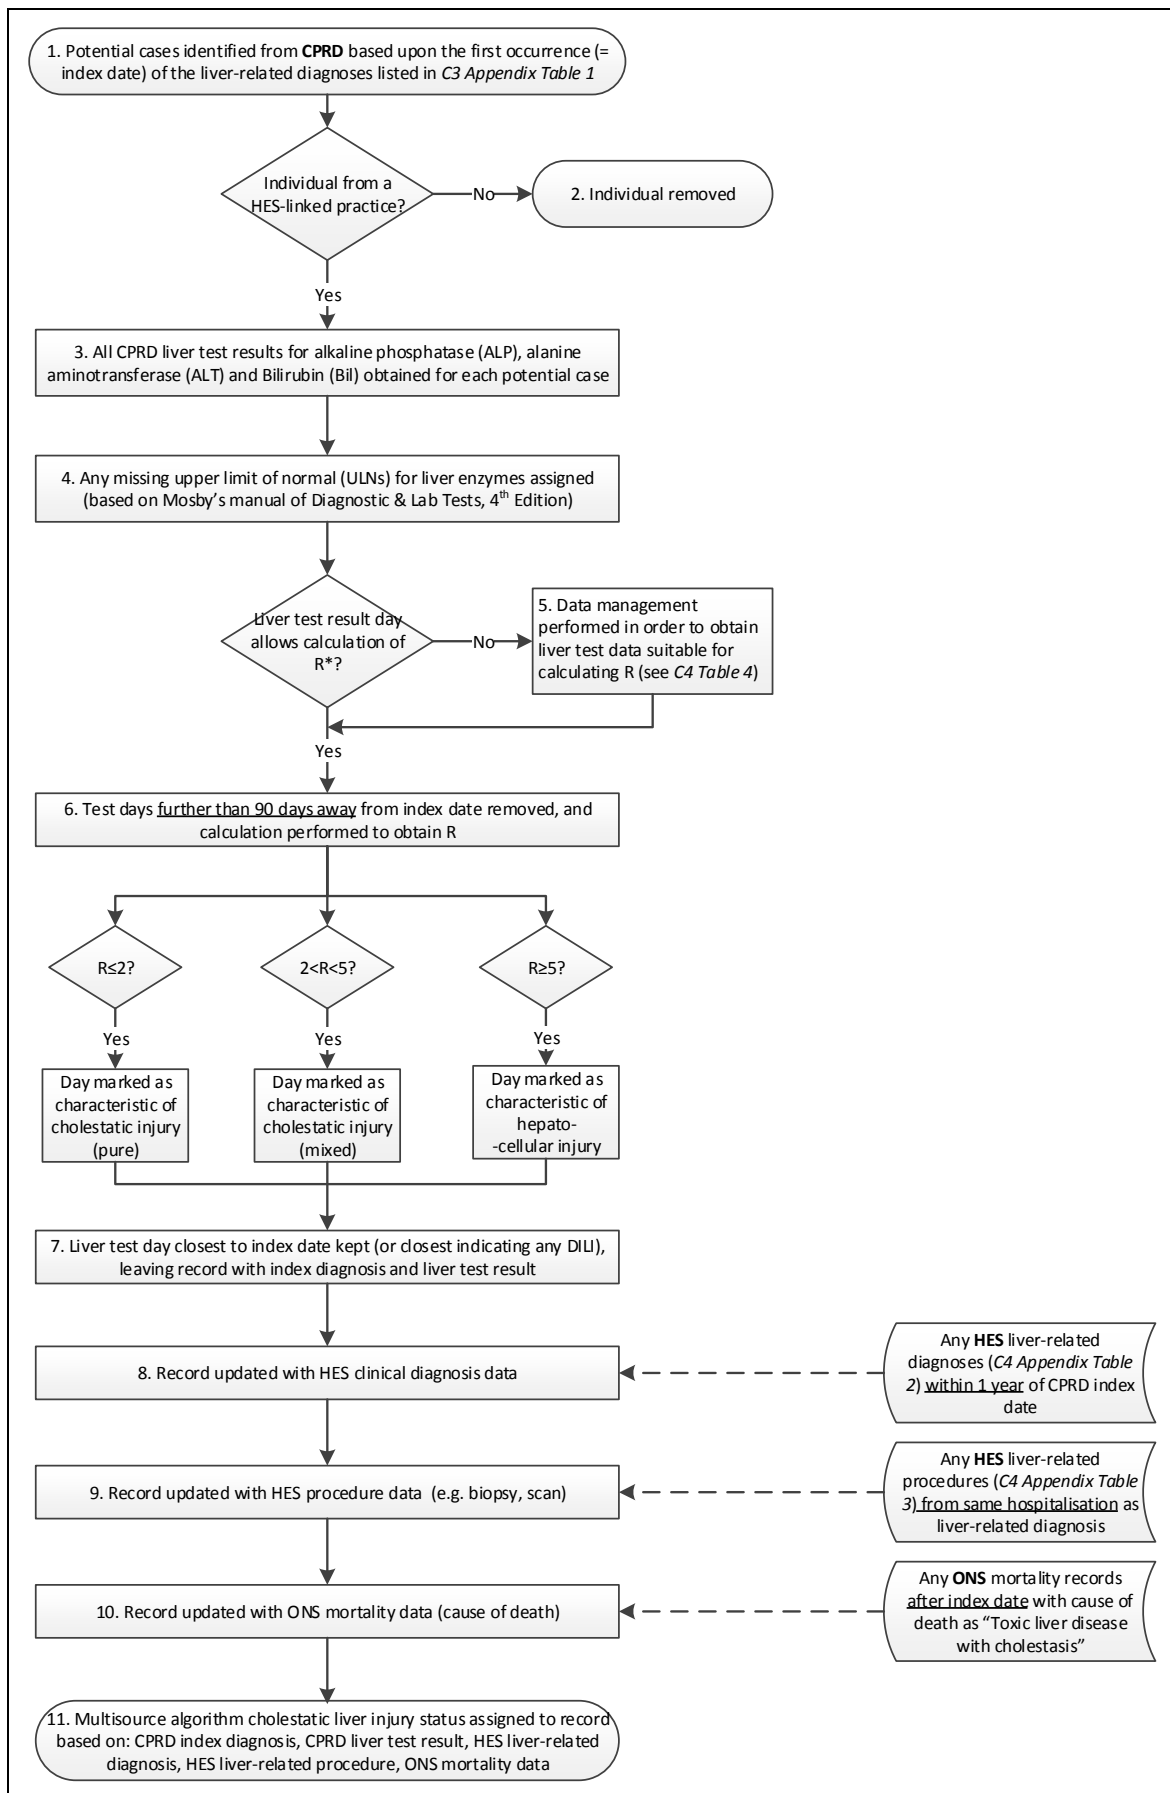 1. Potential cases identified from CPRD based upon the first occurrence (=
index date) of the liver-related diagnoses listed in C3 Appendix Table 1
Individual from a
HES-linked practice?
No
2. Individual removed
Yes
3. All CPRD liver test results for alkaline phosphatase (ALP), alanine
aminotransferase (ALT) and Bilirubin (Bil) obtained for each potential case
4. Any missing upper limit of normal (ULNs) for liver enzymes assigned
(based on Mosby’s manual of Diagnostic & Lab Tests, 4th Edition)
Liver test result day
allows calculation of
R*?
No
5. Data management
performed in order to obtain
liver test data suitable for
calculating R (see C4 Table 4)
Yes
6. Test days further than 90 days away from index date removed, and
calculation performed to obtain R
R≤2?
2<R<5?
R≥5?
Yes
Yes
Yes
Day marked as
characteristic of
cholestatic injury
(pure)
Day marked as
characteristic of
cholestatic injury
(mixed)
Day marked as
characteristic of
hepato-
-cellular injury
7. Liver test day closest to index date kept (or closest indicating any DILI),
leaving record with index diagnosis and liver test result
8. Record updated with HES clinical diagnosis data
Any HES liver-related
diagnoses (C4 Appendix Table
2) within 1 year of CPRD index
date
9. Record updated with HES procedure data (e.g. biopsy, scan)
Any HES liver-related
procedures (C4 Appendix Table
3) from same hospitalisation as
liver-related diagnosis
10. Record updated with ONS mortality data (cause of death)
Any ONS mortality records
after index date with cause of
death as “Toxic liver disease
with cholestasis”
11. Multisource algorithm cholestatic liver injury status assigned to record
based on: CPRD index diagnosis, CPRD liver test result, HES liver-related
diagnosis, HES liver-related procedure, ONS mortality data